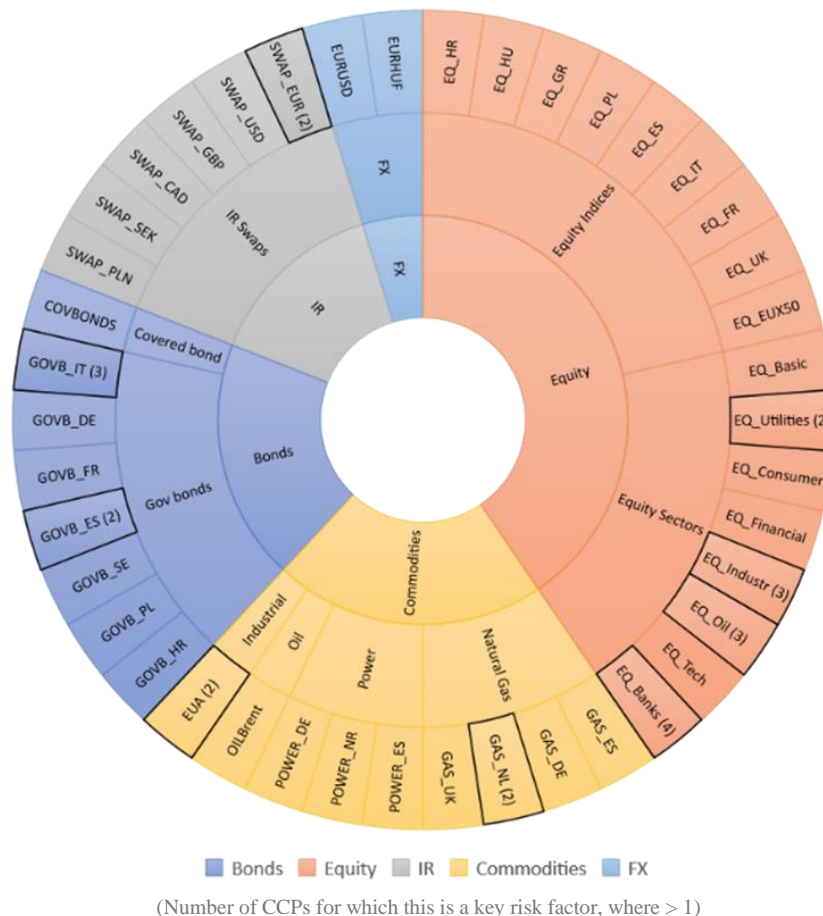 EQ_HR
EQ_HU
EQ_GR
EQ_PL
EQ_ES
EQ_IT
EQ_FR
EQ_UK
EQ_EUX50
EQ_Basic
EQ_Utilities (2
EQ_Consumer
EQ_Financial
EQ_Industr (3)
EQ_Oil (3)
EQ_Tech
EQ_Banks (4)
GAS_ES
GAS_DE
GAS_NL (2)
GAS_UK
POWER_ES
POWER_NR
POWER_DE
OILBrent
EUA (2)
GOVB_HR
GOVB_PL
GOVB_SE
GOVB_ES (2)
GOVB_FR
GOVB_DE
GOVB_IT (3)
COVBONDS
SWAP_PLN
SWAP_SEK
SWAP_CAD
SWAP_GBP
SWAP_USD
SWAP_EUR (2)
EURUSD
EURHUF
Equity Indices
Equity Sectors
Natural Gas
Power
Oil
Industrial
Gov bonds
Covered bond
IR Swaps
FX
Equity
Commodities
Bonds
IR
FX
Bonds
Equity
IR
Commodities
FX
(Number of CCPs for which this is a key risk factor, where > 1)